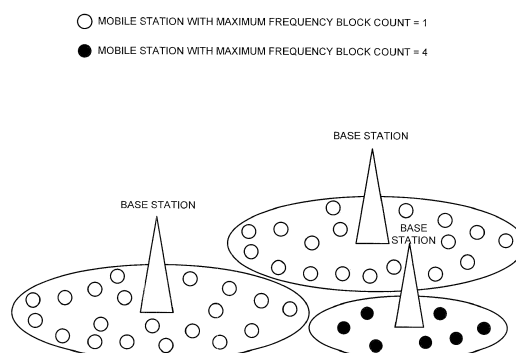 MOBILE STATION WITH MAXIMUM FREQUENCY BLOCK COUNT = 1
MOBILE STATION WITH MAXIMUM FREQUENCY BLOCK COUNT = 4
BASE STATION
BASE STATION
BASE
STATION